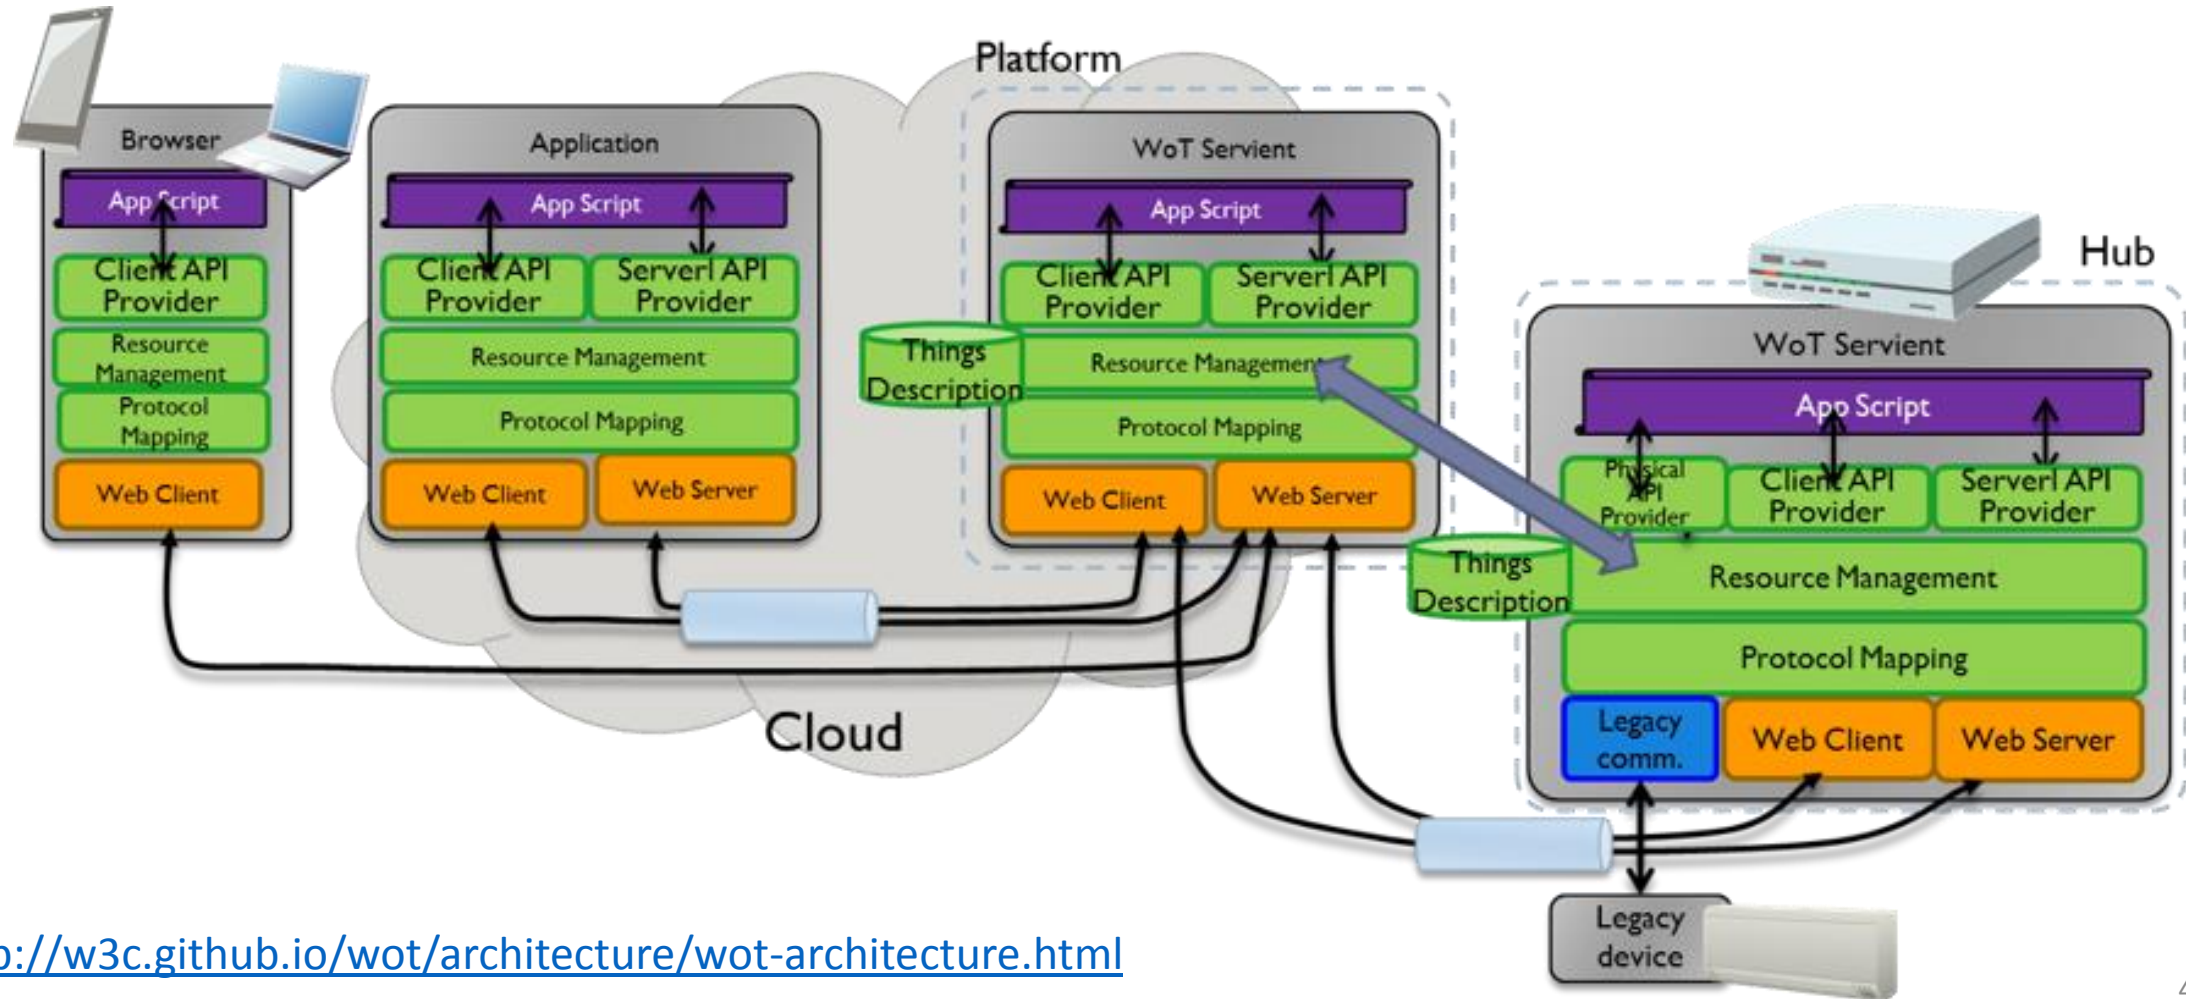 Platform
Hub
Browser
App Script
Client API
Provider
Resource
Management
Protocol
Mapping
Web Client
Application
App Script
Client API
Provider
Serverl API
Provider
Resource Management
Protocol Mapping
Web Client
Web Server
WoT Servient
App Script
Client API
Provider
Serverl API
Provider
Things
Description
Resource Management
Protocol Mapping
Web Client
Web Server
WoT Servient
App Script
Physical
API
Provider
Client API
Provider
Serverl API
Provider
Things
Description
Resource Management
Protocol Mapping
Legacy
comm.
Web Client
Web Server
Cloud
Legacy
device
p://w3c.github.io/wot/architecture/wot-architecture.html